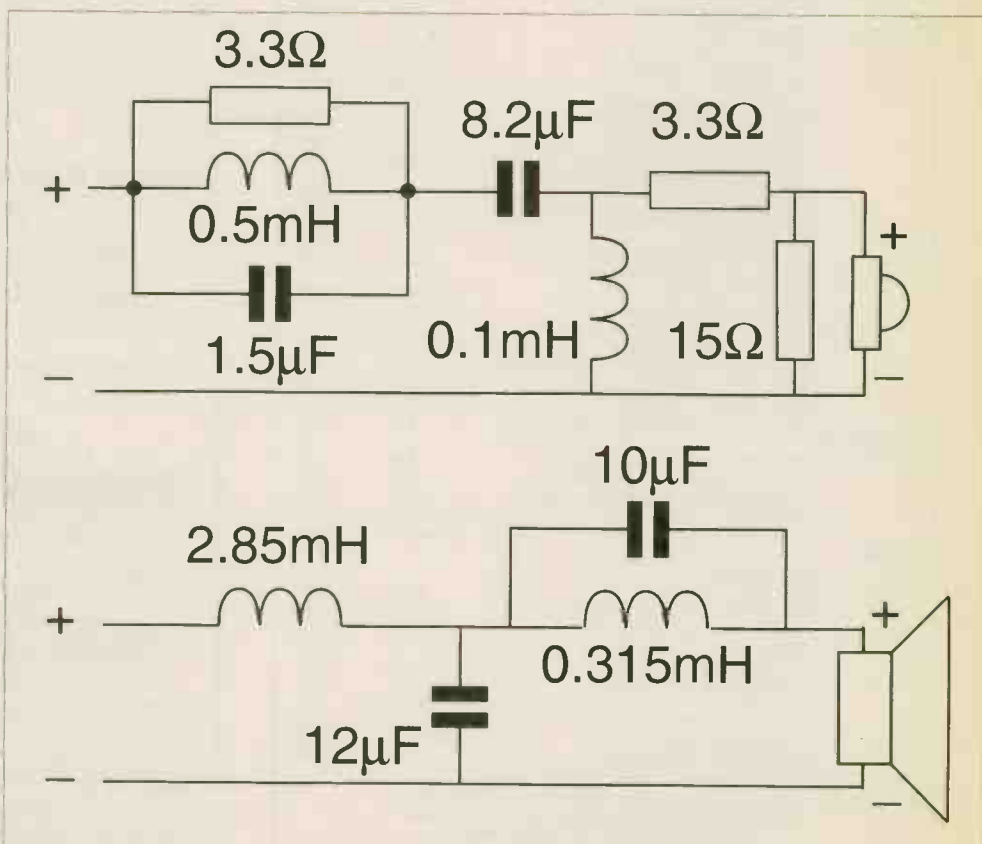 3.3Ω
8.2μF 3.3Ω
+
0.5mH
+
1.5μF
0.1mH 15Ω
− −
10μF
2.85mH
+ +
0.315mH
12μF
− −